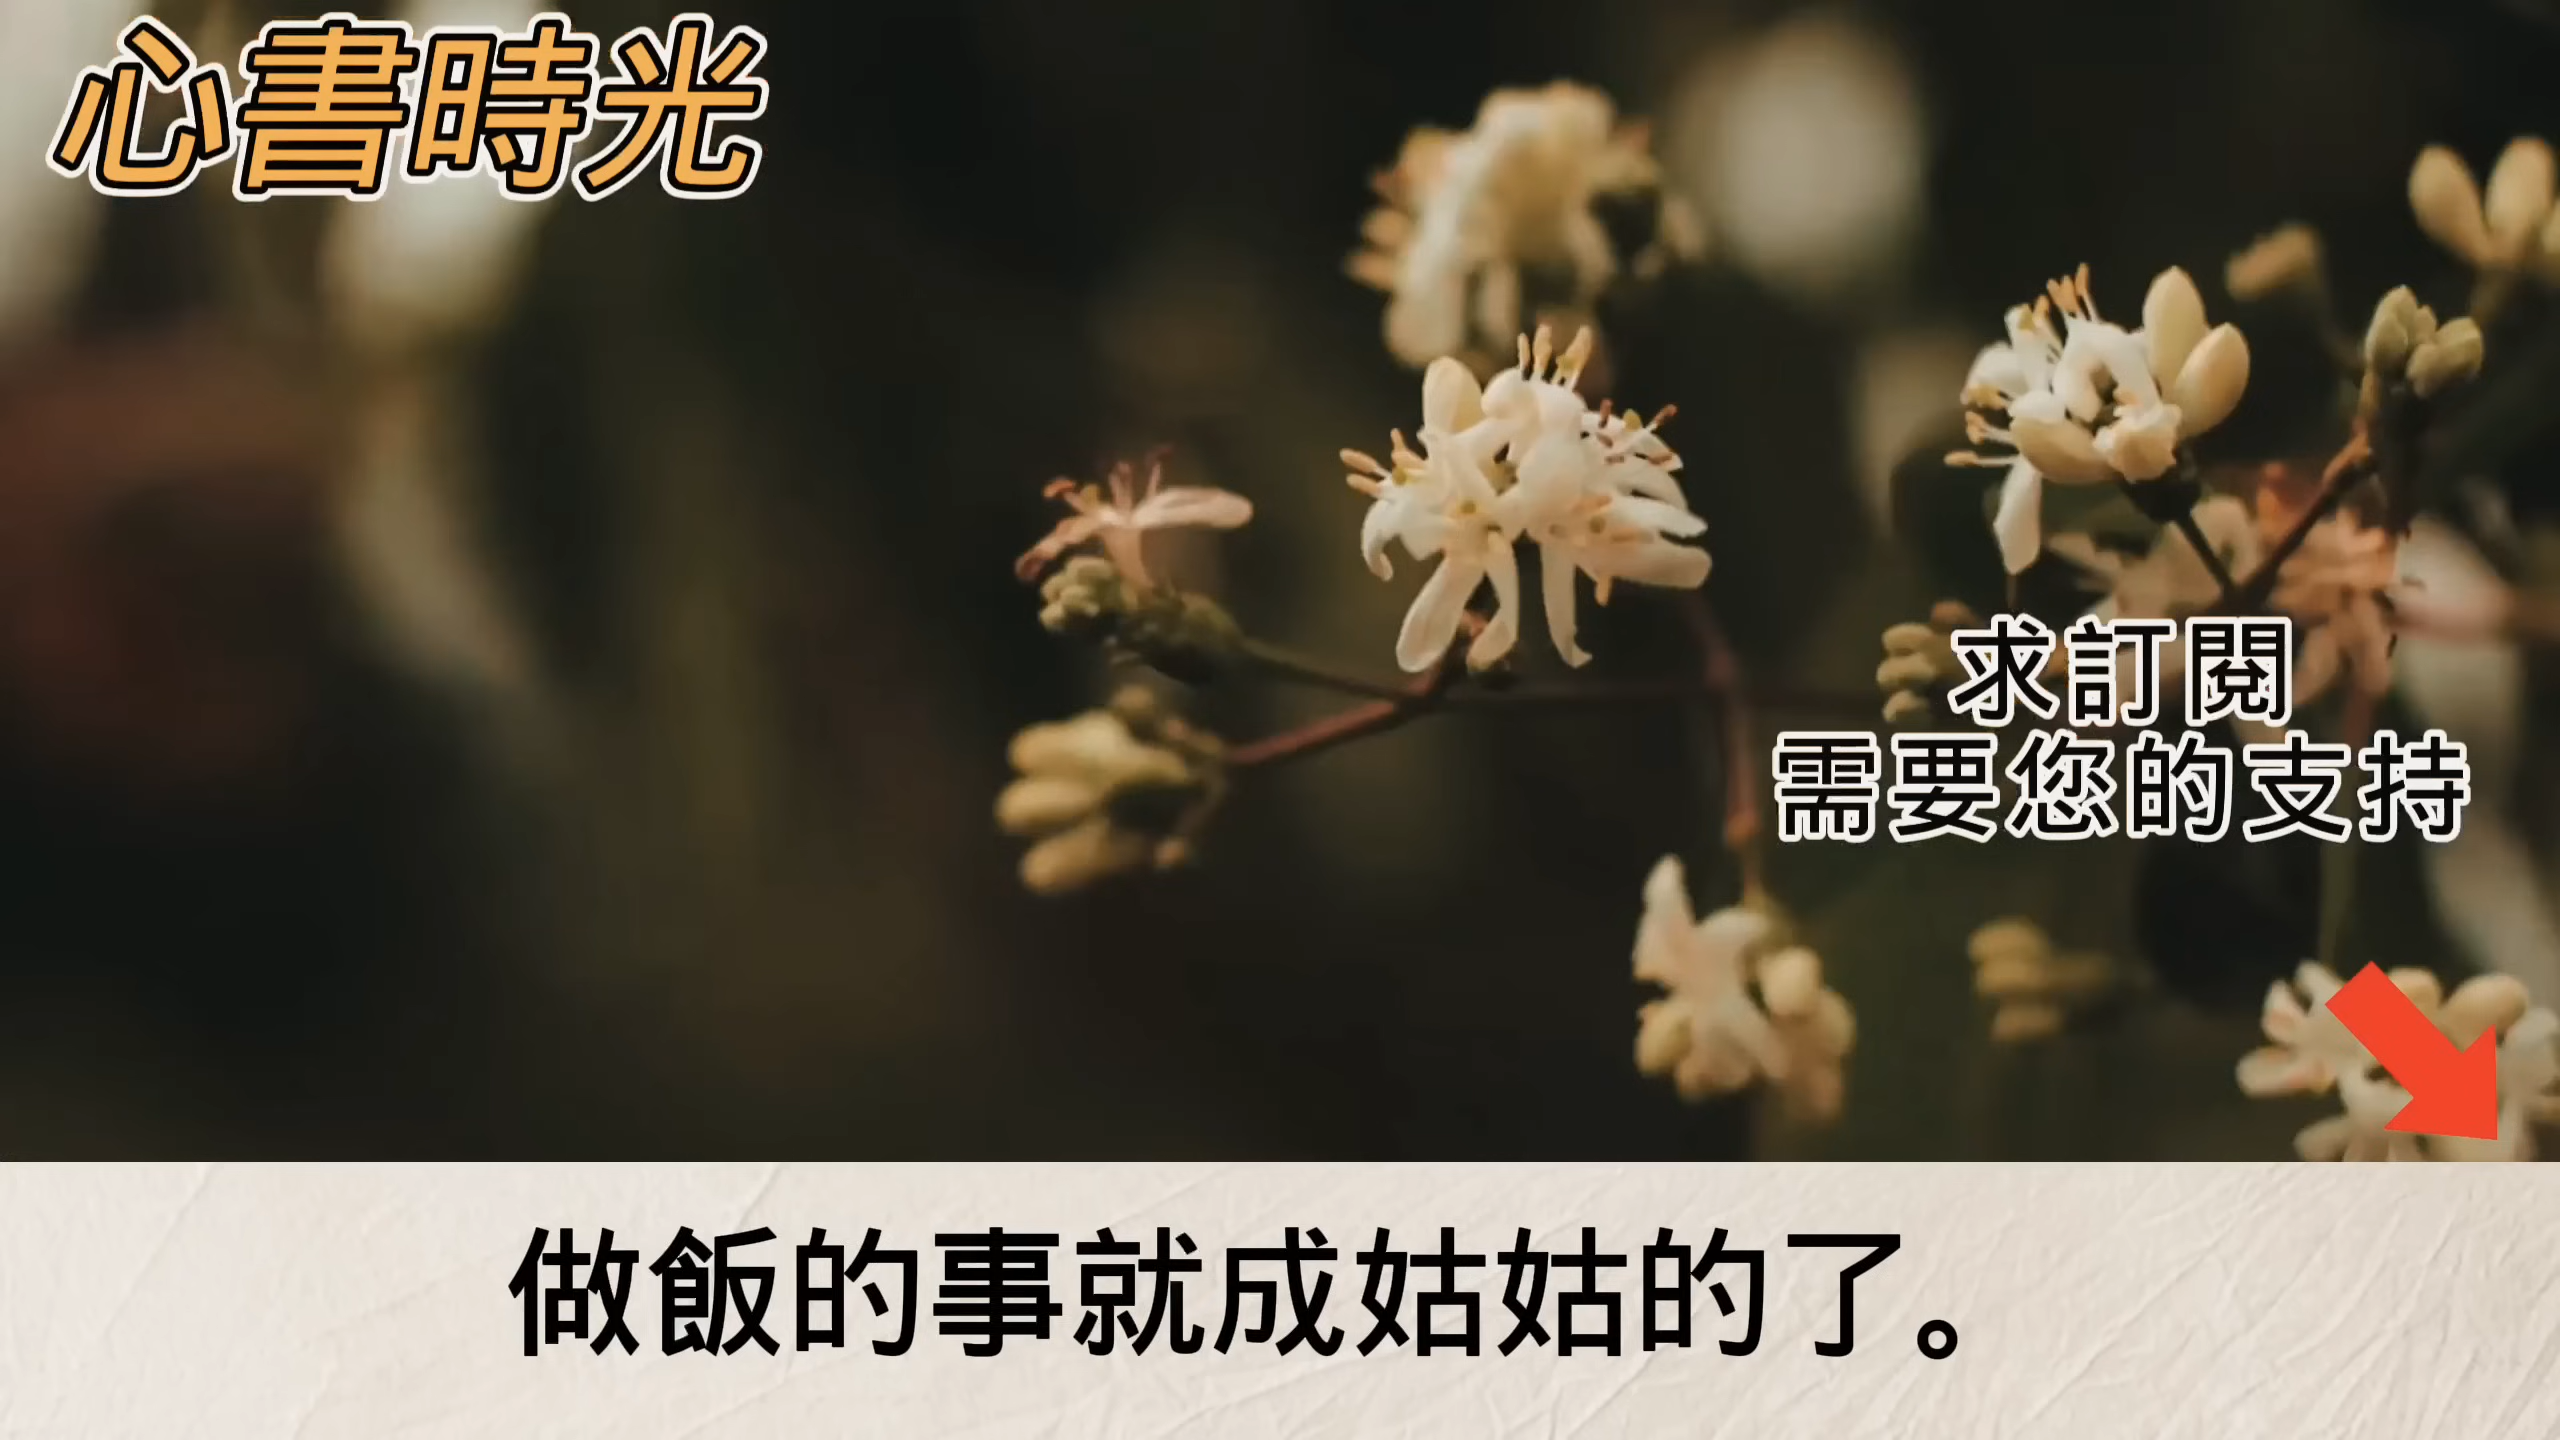 心書時光
求訂閱
需要您的支持
做飯的事就成姑姑的了。